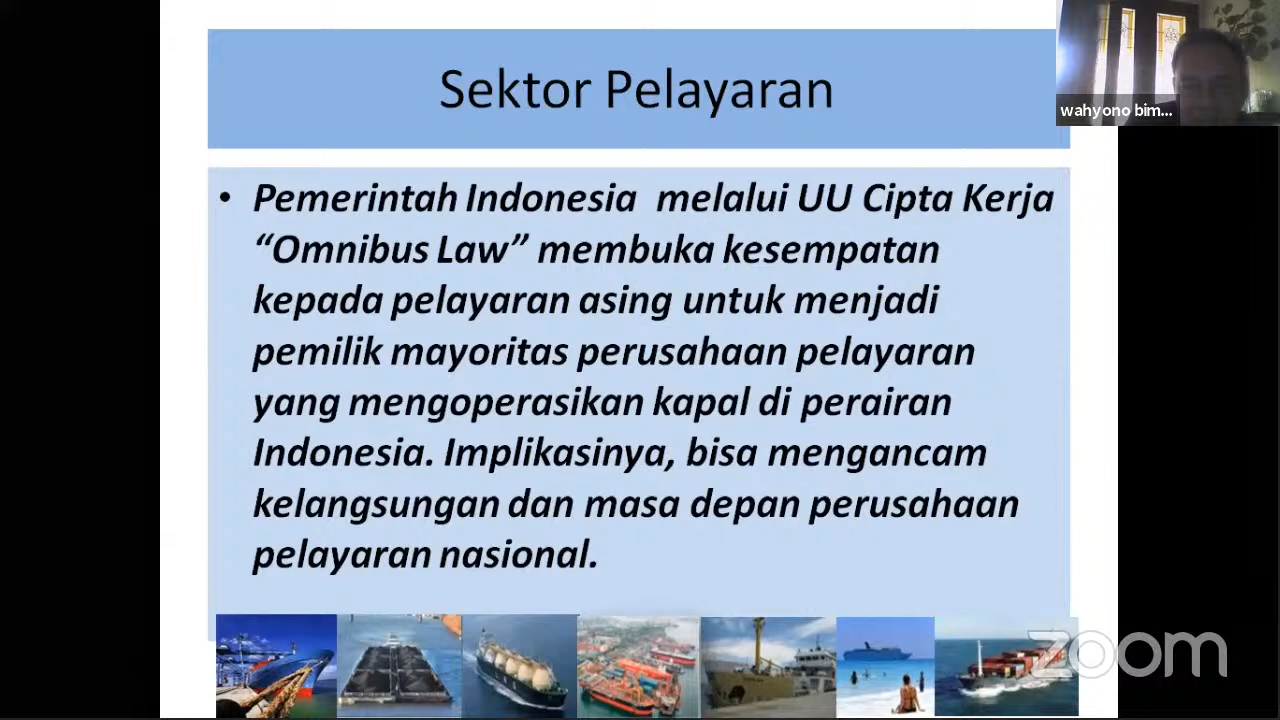 Sektor Pelayaran
wahyono bim...
• Pemerintah Indonesia melalui UU Cipta Kerja
“Omnibus Law” membuka kesempatan
kepada pelayaran asing untuk menjadi
pemilik mayoritas perusahaan pelayaran
yang mengoperasikan kapal di perairan
Indonesia. Implikasinya, bisa mengancam
kelangsungan dan masa depan perusahaan
pelayaran nasional.
zoom